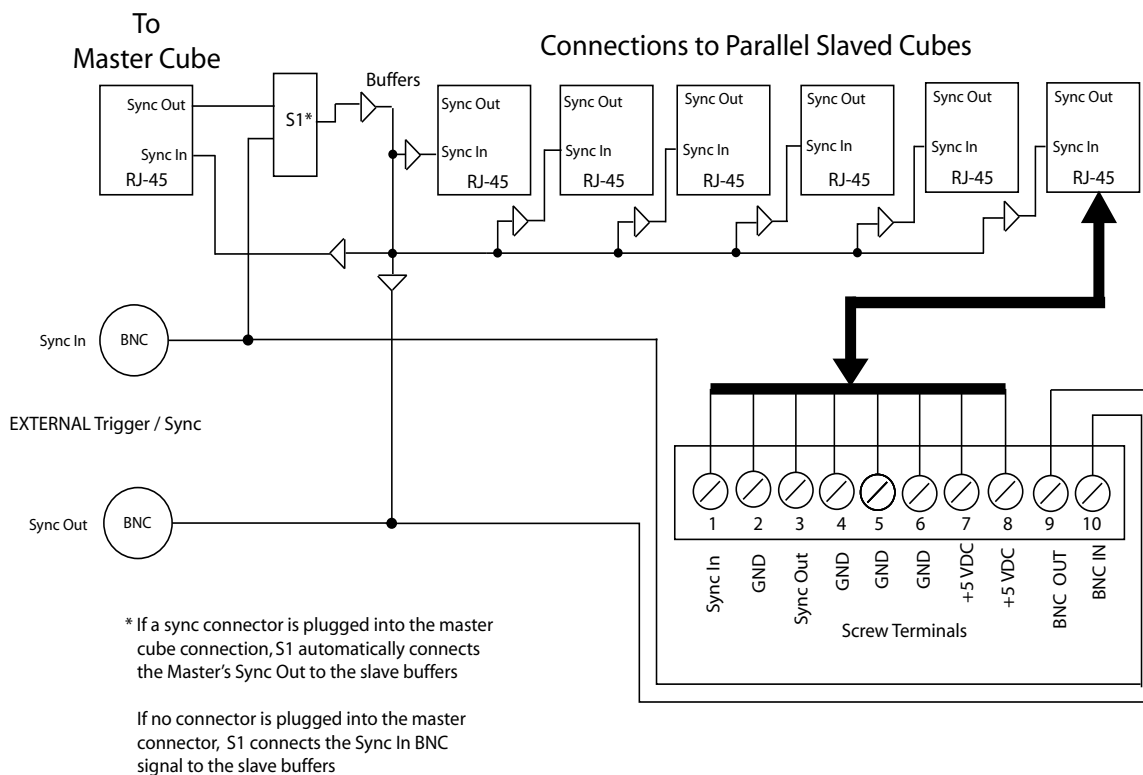 To
Master Cube
Connections to Parallel Slaved Cubes
Buffers
Sync Out
Sync In
RJ-45
S1*
Sync Out
Sync In
RJ-45
Sync Out
Sync In
RJ-45
Sync Out
Sync In
RJ-45
Sync Out
Sync In
RJ-45
Sync Out
Sync In
RJ-45
Sync Out
Sync In
RJ-45
Sync In
BNC
EXTERNAL Trigger / Sync
Sync Out
BNC
1
2
3
4
5
6
7
8
9
10
Sync In
GND
Sync Out
GND
GND
GND
+5 VDC
+5 VDC
BNC OUT
BNC IN
Screw Terminals
* If a sync connector is plugged into the master
cube connection, S1 automatically connects
the Master's Sync Out to the slave buffers
If no connector is plugged into the master
connector, S1 connects the Sync In BNC
signal to the slave buffers